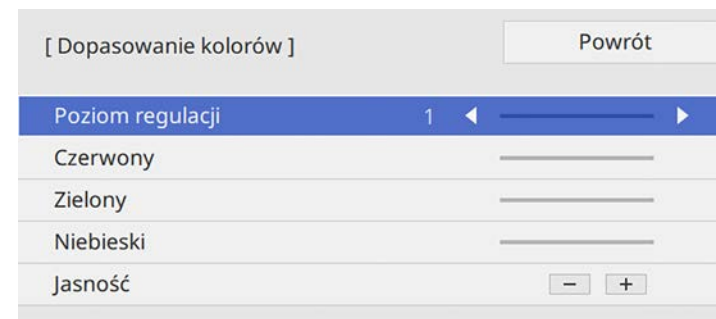 [ Dopasowanie kolorów ] Powrót
Poziom regulacji 1
Czerwony
Zielony
Niebieski
Jasność − +